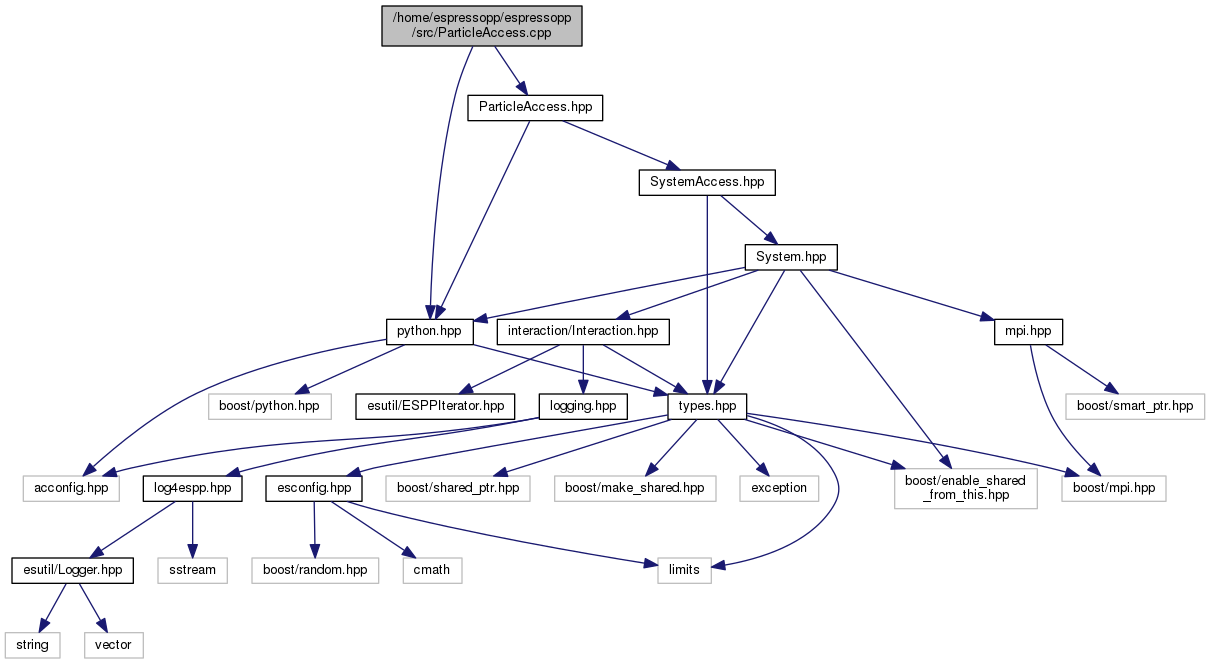 /home/espressopp/espressopp
/src/ParticleAccess.cpp
ParticleAccess.hpp
SystemAccess.hpp
System.hpp
python.hpp
interaction/Interaction.hpp
mpi.hpp
boost/python.hpp
esutil/ESPPIterator.hpp
logging.hpp
types.hpp
boost/smart_ptr.hpp
acconfig.hpp
log4espp.hpp
esconfig.hpp
boost/shared_ptr.hpp
boost/make_shared.hpp
exception
boost/enable_shared
_from_this.hpp
boost/mpi.hpp
esutil/Logger.hpp
sstream
boost/random.hpp
cmath
limits
string
vector